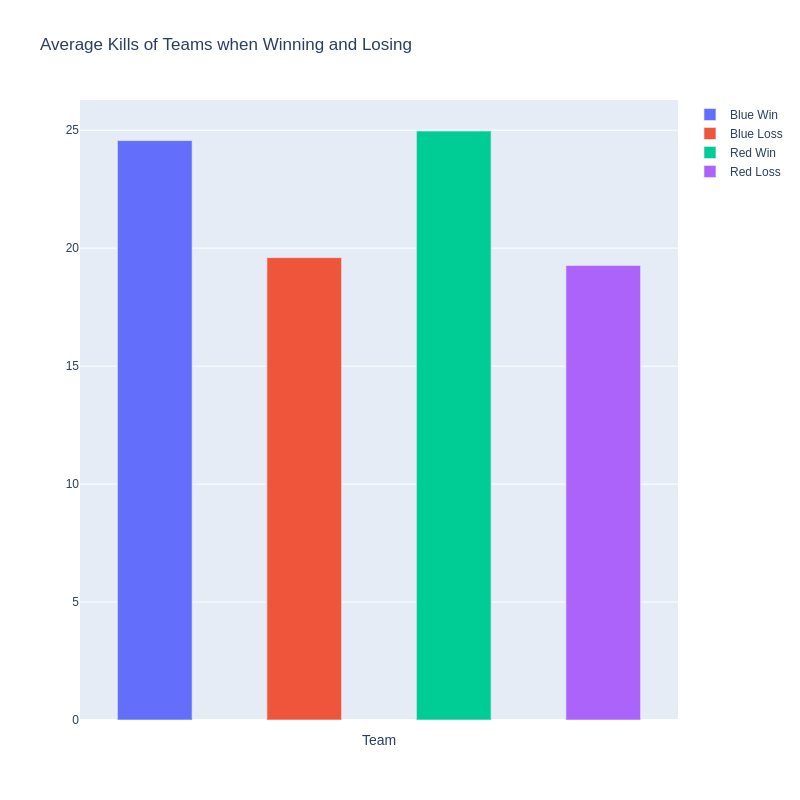 Average Kills of Teams when Winning and Losing
Blue Win
Blue Loss
Red Win
Red Loss
25
20
15
10
5
0
Team